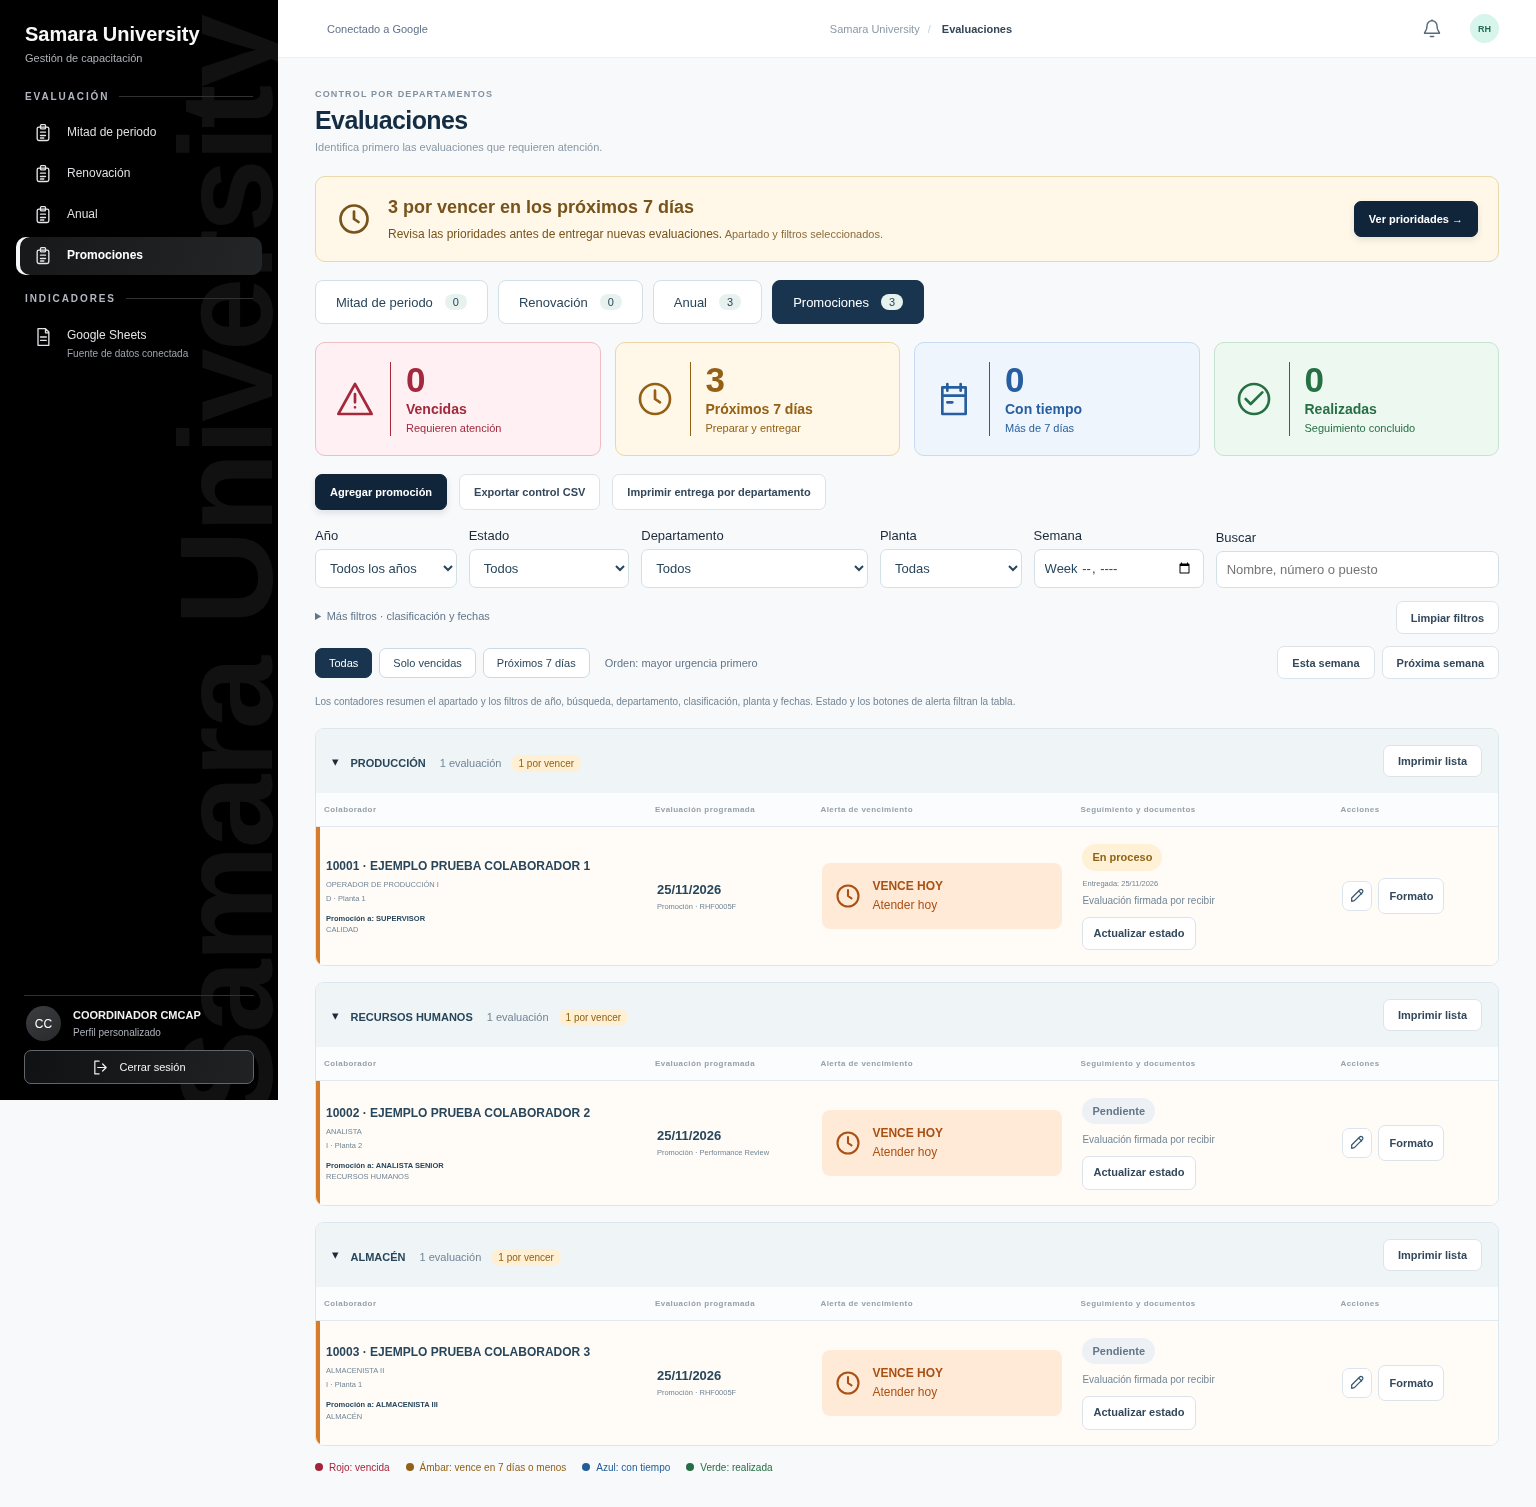 Samara University
Gestión de capacitación
EVALUACIÓN
Mitad de periodo
Renovación
Anual
Promociones
INDICADORES
Google Sheets
Fuente de datos conectada
Samara University
CC
COORDINADOR CMCAP
Perfil personalizado
Cerrar sesión
Conectado a Google
Samara University / Evaluaciones
RH
CONTROL POR DEPARTAMENTOS
Evaluaciones
Identifica primero las evaluaciones que requieren atención.
3 por vencer en los próximos 7 días
Revisa las prioridades antes de entregar nuevas evaluaciones. Apartado y filtros seleccionados.
Ver prioridades →
Mitad de periodo 0
Renovación 0
Anual 3
Promociones 3
0
Vencidas
Requieren atención
3
Próximos 7 días
Preparar y entregar
0
Con tiempo
Más de 7 días
0
Realizadas
Seguimiento concluido
Agregar promoción
Exportar control CSV
Imprimir entrega por departamento
Año
Todos los años
Estado
Todos
Departamento
Todos
Planta
Todas
Semana
Week --, ----
Buscar
Nombre, número o puesto
▶ Más filtros · clasificación y fechas
Limpiar filtros
Todas
Solo vencidas
Próximos 7 días
Orden: mayor urgencia primero
Esta semana
Próxima semana
Los contadores resumen el apartado y los filtros de año, búsqueda, departamento, clasificación, planta y fechas. Estado y los botones de alerta filtran la tabla.
▼ PRODUCCIÓN 1 evaluación 1 por vencer
Imprimir lista
Colaborador Evaluación programada Alerta de vencimiento Seguimiento y documentos Acciones
10001 · EJEMPLO PRUEBA COLABORADOR 1
OPERADOR DE PRODUCCIÓN I
D · Planta 1
Promoción a: SUPERVISOR
CALIDAD
25/11/2026
Promoción · RHF0005F
VENCE HOY
Atender hoy
En proceso
Entregada: 25/11/2026
Evaluación firmada por recibir
Actualizar estado
Formato
▼ RECURSOS HUMANOS 1 evaluación 1 por vencer
Imprimir lista
Colaborador Evaluación programada Alerta de vencimiento Seguimiento y documentos Acciones
10002 · EJEMPLO PRUEBA COLABORADOR 2
ANALISTA
I · Planta 2
Promoción a: ANALISTA SENIOR
RECURSOS HUMANOS
25/11/2026
Promoción · Performance Review
VENCE HOY
Atender hoy
Pendiente
Evaluación firmada por recibir
Actualizar estado
Formato
▼ ALMACÉN 1 evaluación 1 por vencer
Imprimir lista
Colaborador Evaluación programada Alerta de vencimiento Seguimiento y documentos Acciones
10003 · EJEMPLO PRUEBA COLABORADOR 3
ALMACENISTA II
I · Planta 1
Promoción a: ALMACENISTA III
ALMACÉN
25/11/2026
Promoción · RHF0005F
VENCE HOY
Atender hoy
Pendiente
Evaluación firmada por recibir
Actualizar estado
Formato
Rojo: vencida
Ámbar: vence en 7 días o menos
Azul: con tiempo
Verde: realizada